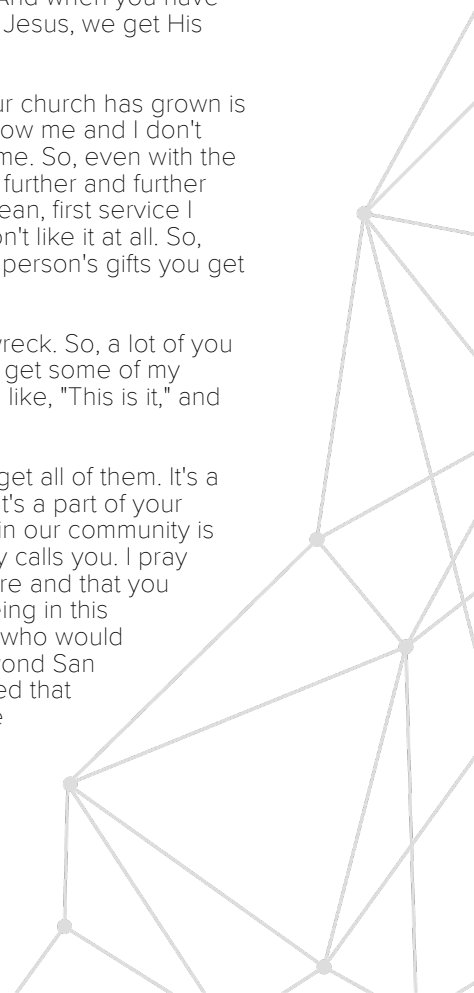 And when you have
Jesus, we get His
ur church has grown is
ow me and I don't
me. So, even with the
further and further
ean, first service I
n't like it at all. So,
person's gifts you get
reck. So, a lot of you
get some of my
like, "This is it," and
get all of them. It's a
t's a part of your
in our community is
y calls you. I pray
re and that you
eing in this
who would
yond San
ed that
e